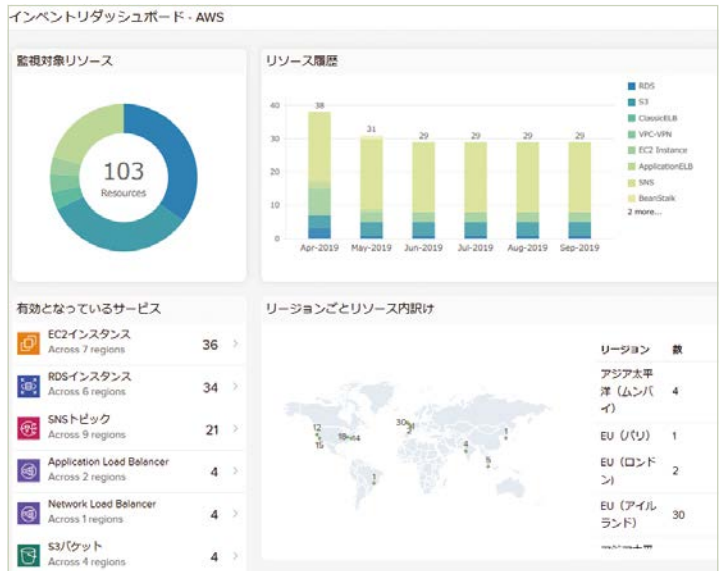 インベントリダッシュボード - AWS
監視対象リソース
103
Resources
リソース履歴
40
30
20
10
0
38
31
29
29
29
29
Apr-2019
May-2019
Jun-2019
Jul-2019
Aug-2019
Sep-2019
RDS
S3
ClassicELB
VPC-VPN
EC2 Instance
ApplicationELB
SNS
BeanStalk
2 more...
有効となっているサービス
EC2インスタンス
Across 7 regions
36
RDSインスタンス
Across 6 regions
34
SNSトピック
Across 9 regions
21
Application Load Balancer
Across 2 regions
4
Network Load Balancer
Across 1 regions
4
S3バケット
Across 4 regions
4
リージョンごとリソース内訳け
12
15
18
14
30
2
1
4
1
リージョン 数
アジア太平
洋（ムンバ
イ）
4
EU（パリ） 1
EU（ロンド
ン）
2
EU（アイル
ランド）
30